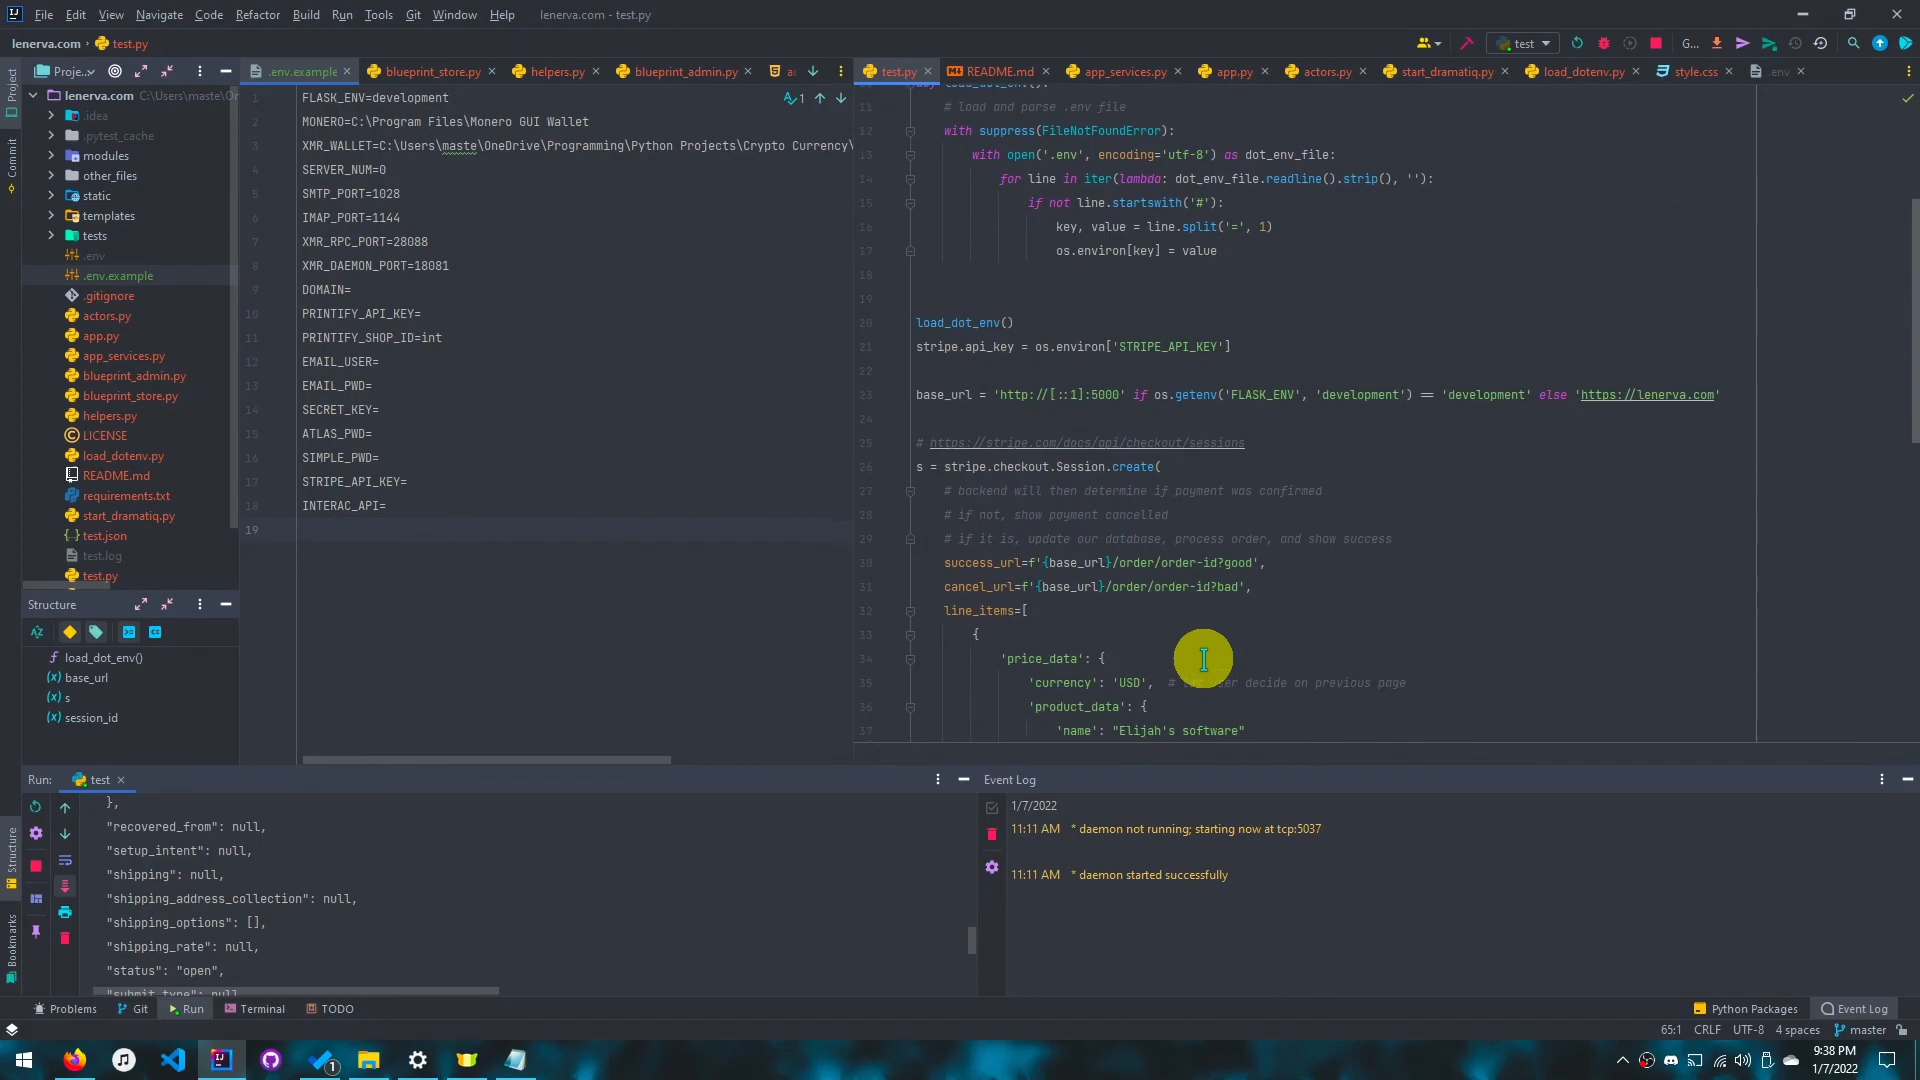 File Edit View Navigate Code Refactor Build Run Tools Git Window Help lenerva.com - test.py
lenerva.com › test.py
test
G...
Project
Commit
Structure
Bookmarks
Proje..
lenerva.com C:\Users\maste\Or
.idea
.pytest_cache
modules
other_files
static
templates
tests
.env
.env.example
.gitignore
actors.py
app.py
app_services.py
blueprint_admin.py
blueprint_store.py
helpers.py
LICENSE
load_dotenv.py
README.md
requirements.txt
start_dramatiq.py
test.json
test.log
test.py
Structure
load_dot_env()
base_url
s
session_id
.env.example blueprint_store.py helpers.py blueprint_admin.py
1 FLASK_ENV=development
2 MONERO=C:\Program Files\Monero GUI Wallet
3 XMR_WALLET=C:\Users\maste\OneDrive\Programming\Python Projects\Crypto Currency\
4 SERVER_NUM=0
5 SMTP_PORT=1028
6 IMAP_PORT=1144
7 XMR_RPC_PORT=28088
8 XMR_DAEMON_PORT=18081
9 DOMAIN=
10 PRINTIFY_API_KEY=
11 PRINTIFY_SHOP_ID=int
12 EMAIL_USER=
13 EMAIL_PWD=
14 SECRET_KEY=
15 ATLAS_PWD=
16 SIMPLE_PWD=
17 STRIPE_API_KEY=
18 INTERAC_API=
19
1
test.py README.md app_services.py app.py actors.py start_dramatiq.py load_dotenv.py style.css .env
11 # load and parse .env file
12 with suppress(FileNotFoundError):
13 with open('.env', encoding='utf-8') as dot_env_file:
14 for line in iter(lambda: dot_env_file.readline().strip(), ''):
15 if not line.startswith('#'):
16 key, value = line.split('=', 1)
17 os.environ[key] = value
18
19
20 load_dot_env()
21 stripe.api_key = os.environ['STRIPE_API_KEY']
22
23 base_url = 'http://[::1]:5000' if os.getenv('FLASK_ENV', 'development') == 'development' else 'https://lenerva.com'
24
25 # https://stripe.com/docs/api/checkout/sessions
26 s = stripe.checkout.Session.create(
27 # backend will then determine if payment was confirmed
28 # if not, show payment cancelled
29 # if it is, update our database, process order, and show success
30 success_url=f'{base_url}/order/order-id?good',
31 cancel_url=f'{base_url}/order/order-id?bad',
32 line_items=[
33 {
34 'price_data': {
35 'currency': 'USD', # user decide on previous page
36 'product_data': {
37 'name': "Elijah's software"
Run: test
},
"recovered_from": null,
"setup_intent": null,
"shipping": null,
"shipping_address_collection": null,
"shipping_options": [],
"shipping_rate": null,
"status": "open",
"submit_type": null
Event Log
1/7/2022
11:11 AM * daemon not running; starting now at tcp:5037
11:11 AM * daemon started successfully
Problems Git Run Terminal TODO Python Packages Event Log
65:1 CRLF UTF-8 4 spaces master
1
9:38 PM
1/7/2022